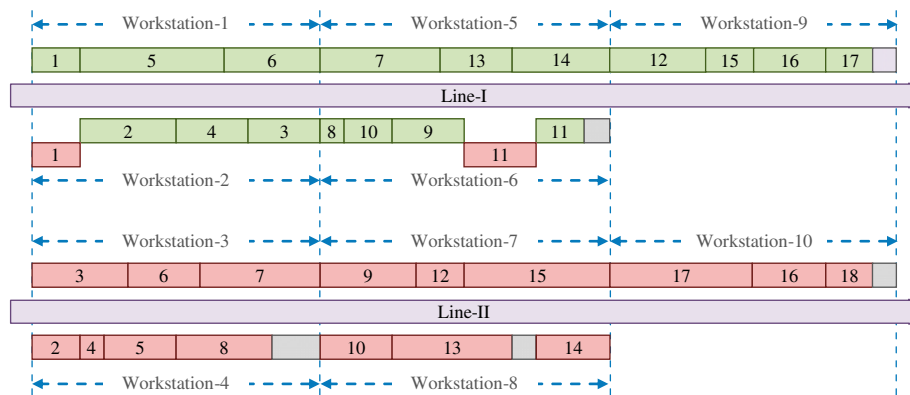 Workstation-1 Workstation-5 Workstation-9
1 5 6 7 13 14 12 15 16 17
Line-I
2 4 3 8 10 9 11
1 11
Workstation-2 Workstation-6
Workstation-3 Workstation-7 Workstation-10
3 6 7 9 12 15 17 16 18
Line-II
2 4 5 8 10 13 14
Workstation-4 Workstation-8